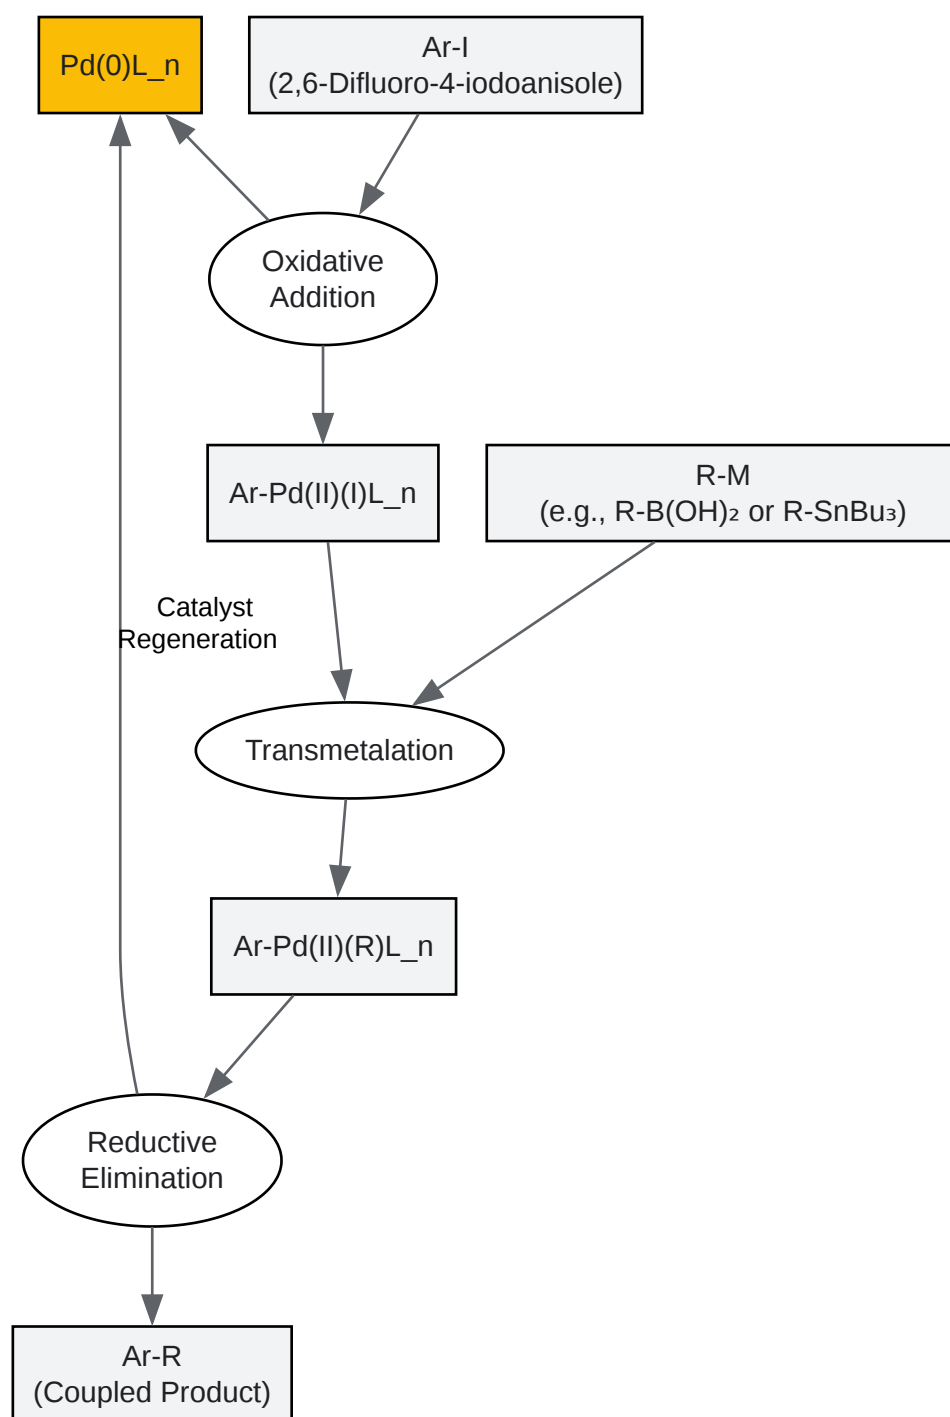 Pd(0)L_n
Ar-I
(2,6-Difluoro-4-iodoanisole)
Oxidative
Addition
Ar-Pd(II)(I)L_n
R-M
(e.g., R-B(OH)₂ or R-SnBu₃)
Catalyst
Regeneration
Transmetalation
Ar-Pd(II)(R)L_n
Reductive
Elimination
Ar-R
(Coupled Product)